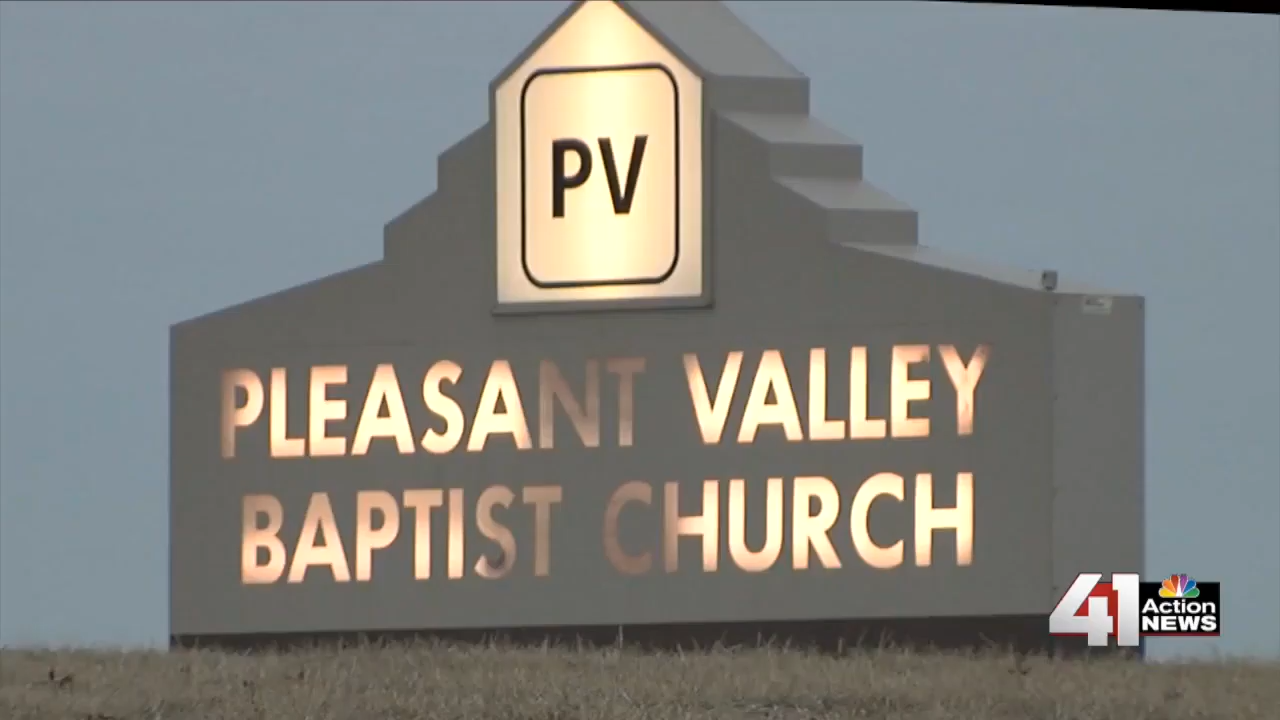 PV
PLEASANT VALLEY
BAPTIST CHURCH
41 Action
NEWS